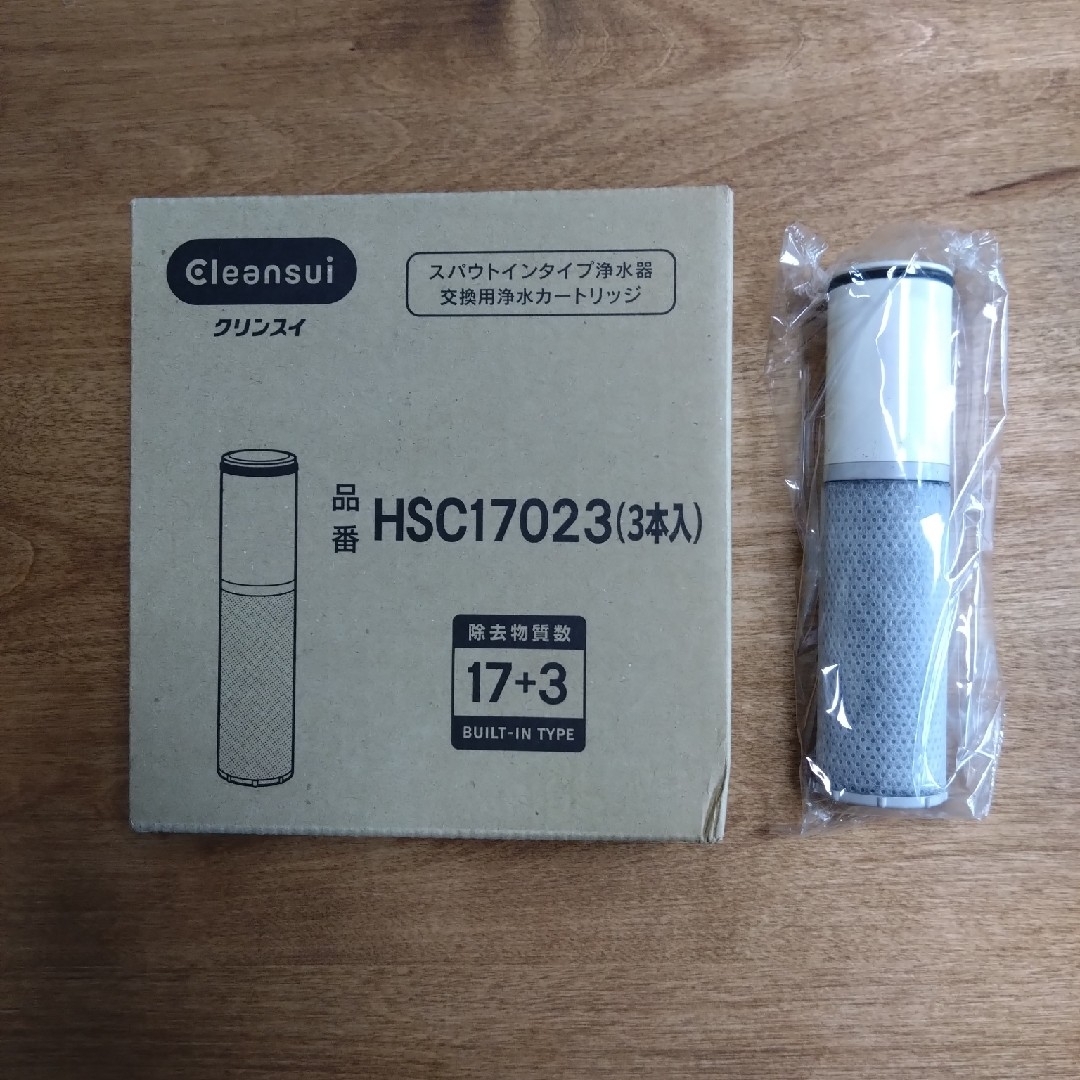 Cleansui
クリンスイ
スパウトインタイプ浄水器
交換用浄水カートリッジ
品番 HSC17023(3本入)
除去物質数
17+3
BUILT-IN TYPE